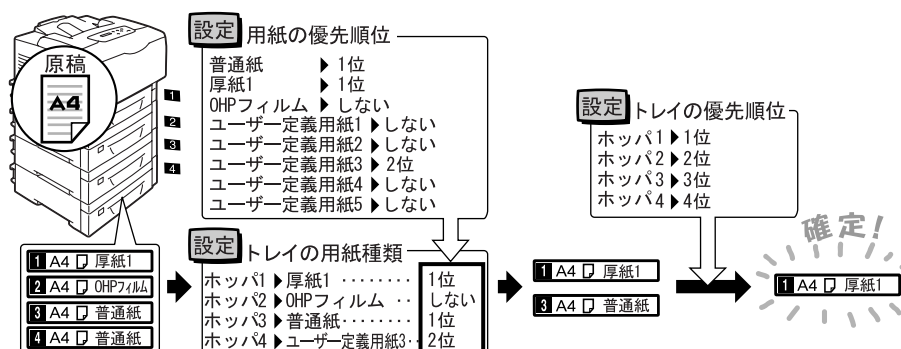 原稿
A4
1
2
3
4
1 A4 厚紙1
2 A4 OHPフィルム
3 A4 普通紙
4 A4 普通紙
設定 用紙の優先順位
普通紙 ▶ 1位
厚紙1 ▶ 1位
OHPフィルム ▶ しない
ユーザー定義用紙1 ▶ しない
ユーザー定義用紙2 ▶ しない
ユーザー定義用紙3 ▶ 2位
ユーザー定義用紙4 ▶ しない
ユーザー定義用紙5 ▶ しない
設定 トレイの用紙種類
ホッパ1 ▶ 厚紙1 ········ 1位
ホッパ2 ▶ OHPフィルム ·· しない
ホッパ3 ▶ 普通紙········ 1位
ホッパ4 ▶ ユーザー定義用紙3·· 2位
1 A4 厚紙1
3 A4 普通紙
設定 トレイの優先順位
ホッパ1 ▶ 1位
ホッパ2 ▶ 2位
ホッパ3 ▶ 3位
ホッパ4 ▶ 4位
確定!
1 A4 厚紙1